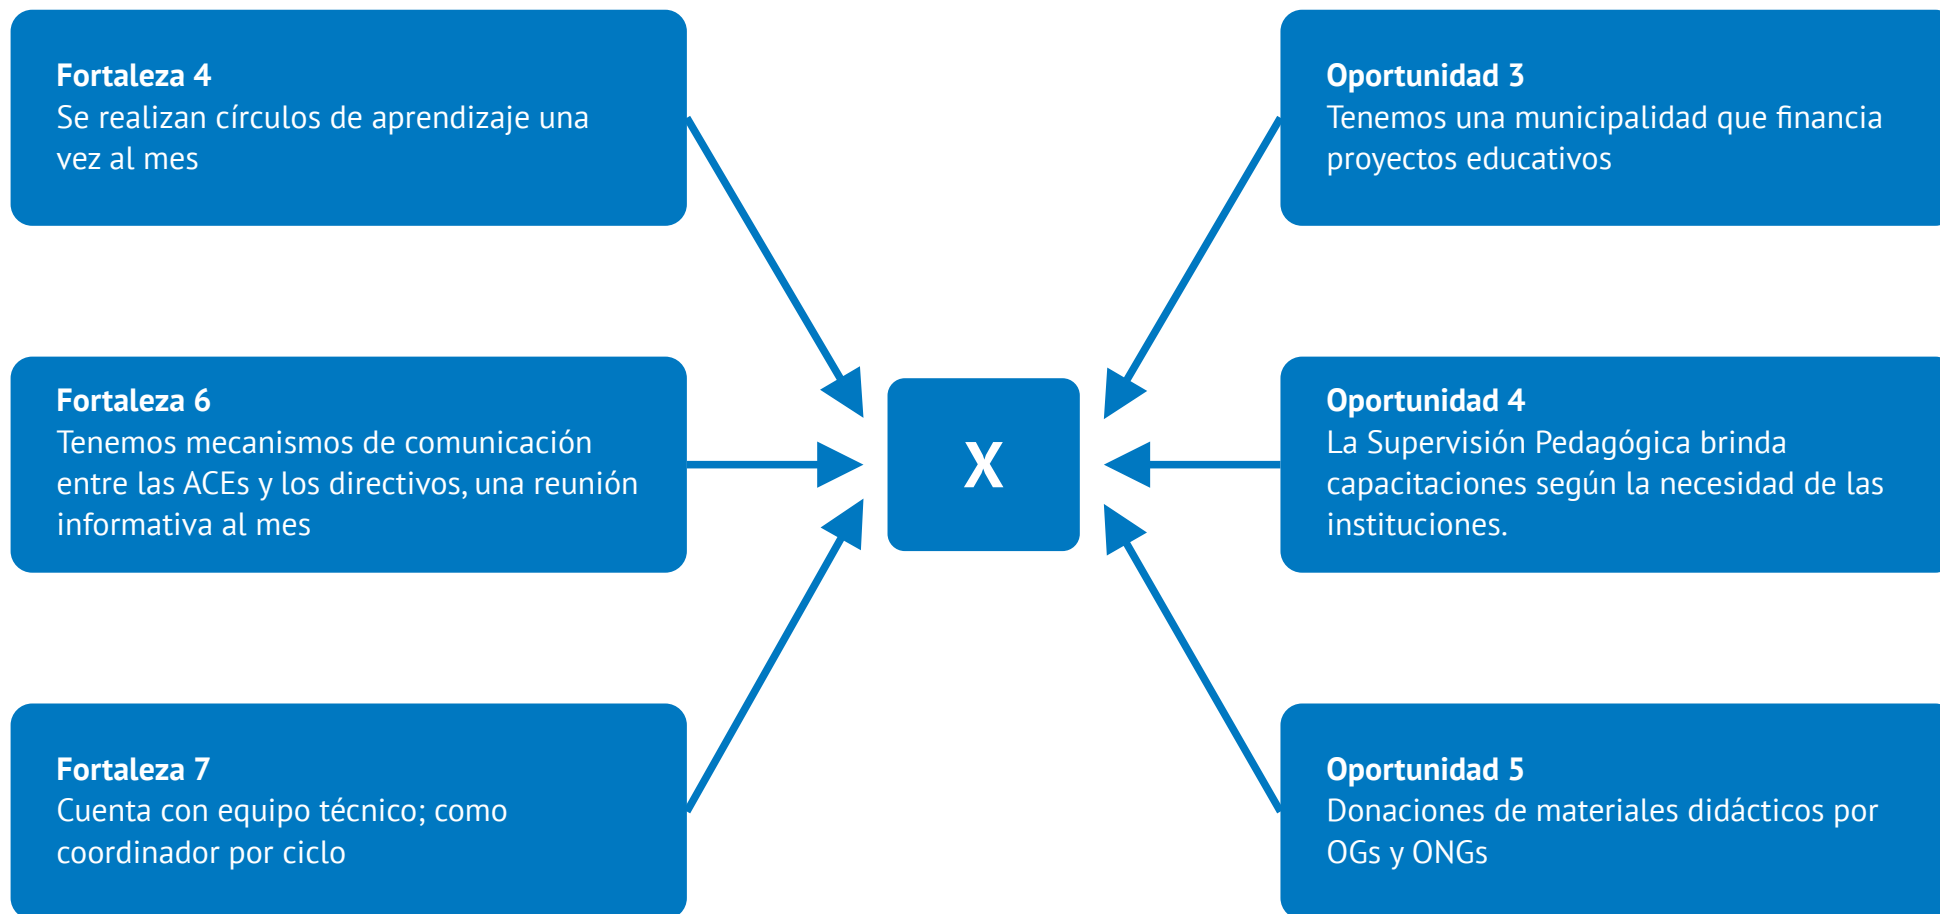 Fortaleza 4
Se realizan círculos de aprendizaje una
vez al mes
Fortaleza 6
Tenemos mecanismos de comunicación
entre las ACEs y los directivos, una reunión
informativa al mes
Fortaleza 7
Cuenta con equipo técnico; como
coordinador por ciclo
X
Oportunidad 3
Tenemos una municipalidad que financia
proyectos educativos
Oportunidad 4
La Supervisión Pedagógica brinda
capacitaciones según la necesidad de las
instituciones.
Oportunidad 5
Donaciones de materiales didácticos por
OGs y ONGs